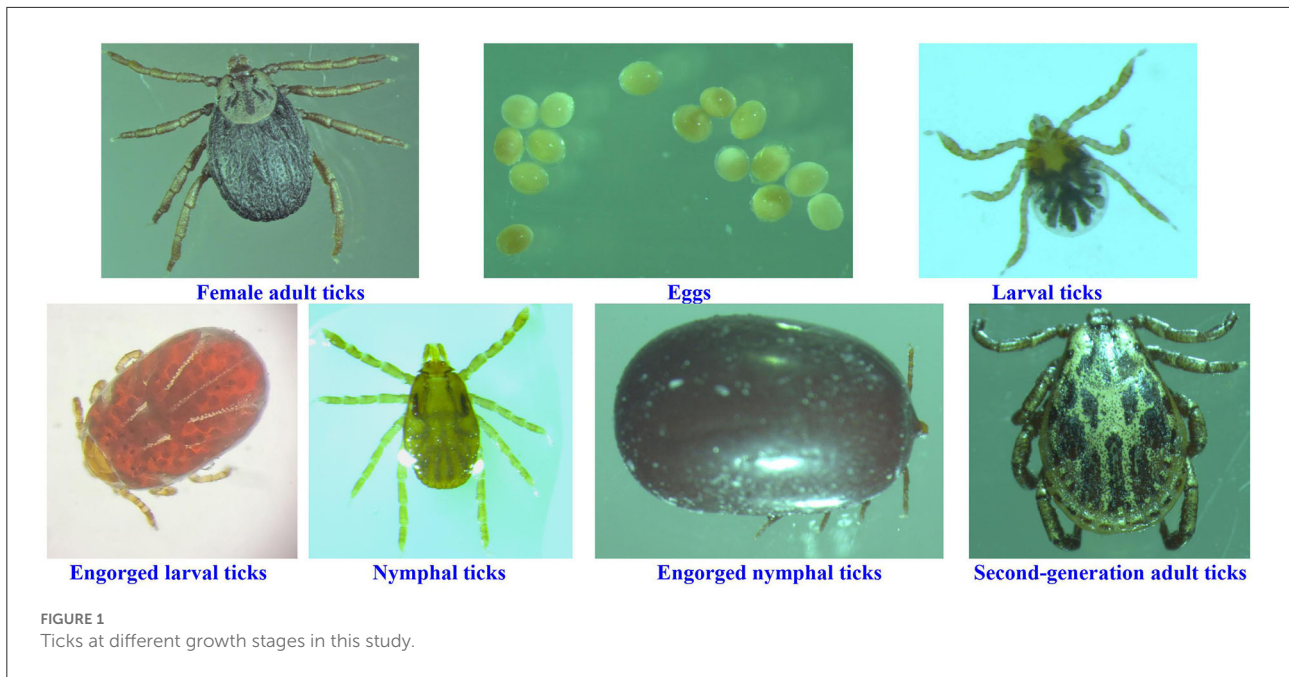 Female adult ticks
Eggs
Larval ticks
Engorged larval ticks
Nymphal ticks
Engorged nymphal ticks
Second-generation adult ticks
FIGURE 1
Ticks at different growth stages in this study.